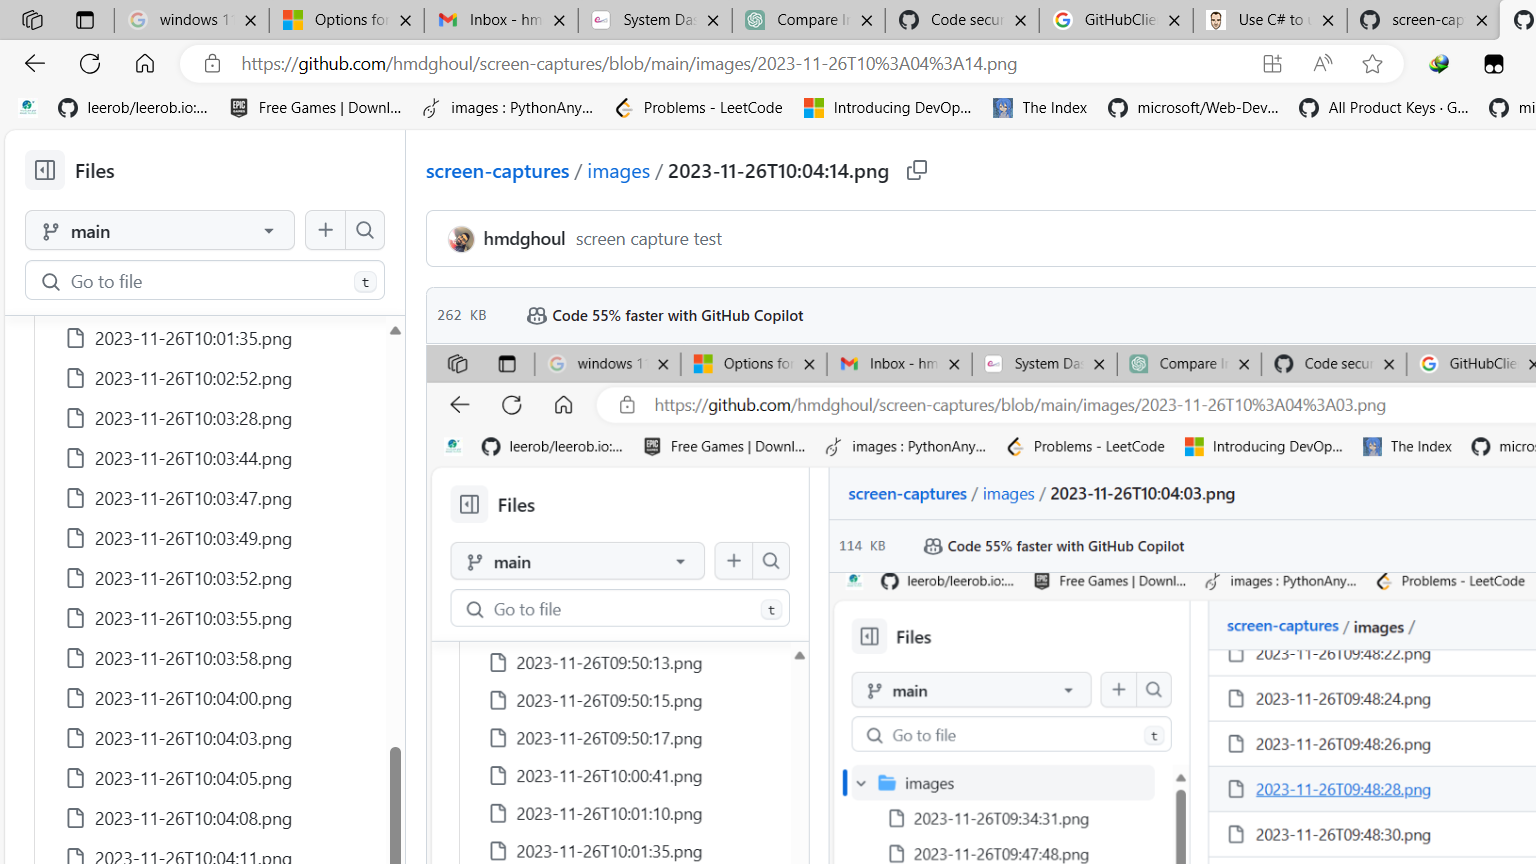 windows 1
Options fo
Inbox - hm
System Da
Compare I
Code secu
GitHubClie
Use C# to
screen-cap
https://github.com/hmdghoul/screen-captures/blob/main/images/2023-11-26T10%3A04%3A14.png
leerob/leerob.io:...
EPIC
GAMES
Free Games | Downl...
images : PythonAny...
Problems - LeetCode
Introducing DevOp...
The Index
microsoft/Web-Dev...
All Product Keys · G...
mi
Files
main
Go to file
t
2023-11-26T10:01:35.png
2023-11-26T10:02:52.png
2023-11-26T10:03:28.png
2023-11-26T10:03:44.png
2023-11-26T10:03:47.png
2023-11-26T10:03:49.png
2023-11-26T10:03:52.png
2023-11-26T10:03:55.png
2023-11-26T10:03:58.png
2023-11-26T10:04:00.png
2023-11-26T10:04:03.png
2023-11-26T10:04:05.png
2023-11-26T10:04:08.png
2023-11-26T10:04:11.png
screen-captures / images / 2023-11-26T10:04:14.png
hmdghoul screen capture test
262 KB
Code 55% faster with GitHub Copilot
windows 1
Options fo
Inbox - hm
System Da
Compare I
Code secu
GitHubClie
https://github.com/hmdghoul/screen-captures/blob/main/images/2023-11-26T10%3A04%3A03.png
leerob/leerob.io:...
EPIC
Free Games | Downl...
images : PythonAny...
Problems - LeetCode
Introducing DevOp...
The Index
micros
Files
main
Go to file
t
2023-11-26T09:50:13.png
2023-11-26T09:50:15.png
2023-11-26T09:50:17.png
2023-11-26T10:00:41.png
2023-11-26T10:01:10.png
2023-11-26T10:01:35.png
screen-captures / images / 2023-11-26T10:04:03.png
114 KB
Code 55% faster with GitHub Copilot
leerob/leerob.io:...
EPIC
Free Games | Downl...
images : PythonAny...
Problems - LeetCode
Files
main
Go to file
t
images
2023-11-26T09:34:31.png
2023-11-26T09:47:48.png
screen-captures / images /
2023-11-26T09:48:22.png
2023-11-26T09:48:24.png
2023-11-26T09:48:26.png
2023-11-26T09:48:28.png
2023-11-26T09:48:30.png